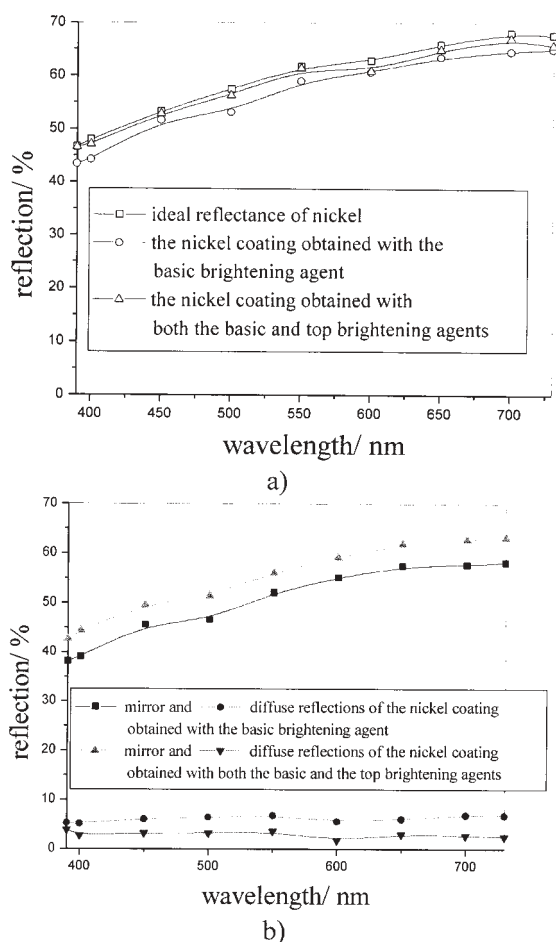 70
60
50
40
30
20
10
0
reflection/ %
ideal reflectance of nickel
the nickel coating obtained with the
basic brightening agent
the nickel coating obtained with
both the basic and top brightening agents
400 450 500 550 600 650 700
wavelength/ nm
a)
70
60
50
40
30
20
10
0
reflection/ %
mirror and diffuse reflections of the nickel coating
obtained with the basic brightening agent
mirror and diffuse reflections of the nickel coating
obtained with both the basic and the top brightening agents
400 500 600 700
wavelength/ nm
b)